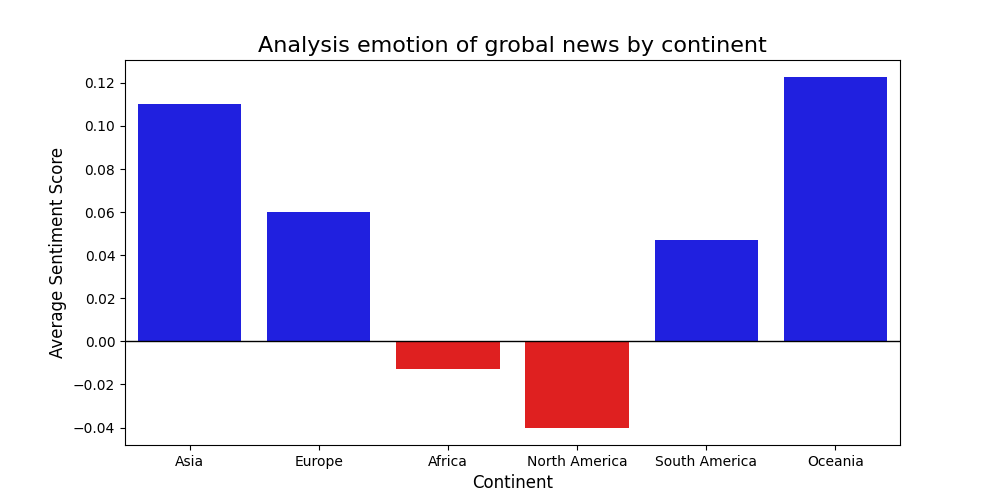 Analysis emotion of grobal news by continent
0.12
0.10
0.08
0.06
0.04
0.02
0.00
−0.02
−0.04
Average Sentiment Score
Asia Europe Africa North America South America Oceania
Continent